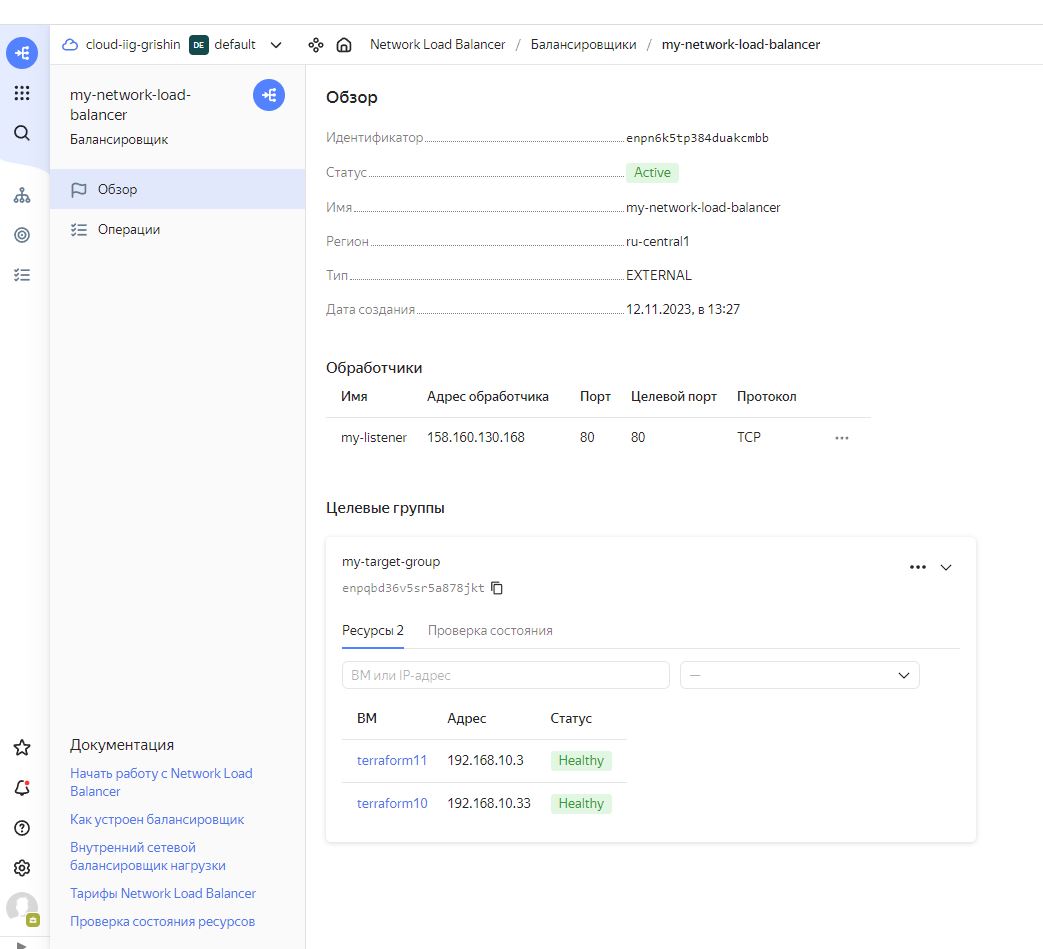 cloud-iig-grishin DE default Network Load Balancer / Балансировщики / my-network-load-balancer
my-network-load-
balancer
Балансировщик
Обзор
Операции
Документация
Начать работу с Network Load
Balancer
Как устроен балансировщик
Внутренний сетевой
балансировщик нагрузки
Тарифы Network Load Balancer
Проверка состояния ресурсов
Обзор
Идентификатор enpn6k5tp384duakcmbb
Статус Active
Имя my-network-load-balancer
Регион ru-central1
Тип EXTERNAL
Дата создания 12.11.2023, в 13:27
Обработчики
Имя Адрес обработчика Порт Целевой порт Протокол
my-listener 158.160.130.168 80 80 TCP
Целевые группы
my-target-group
enpqbd36v5sr5a878jkt
Ресурсы 2 Проверка состояния
ВМ или IP-адрес —
ВМ Адрес Статус
terraform11 192.168.10.3 Healthy
terraform10 192.168.10.33 Healthy